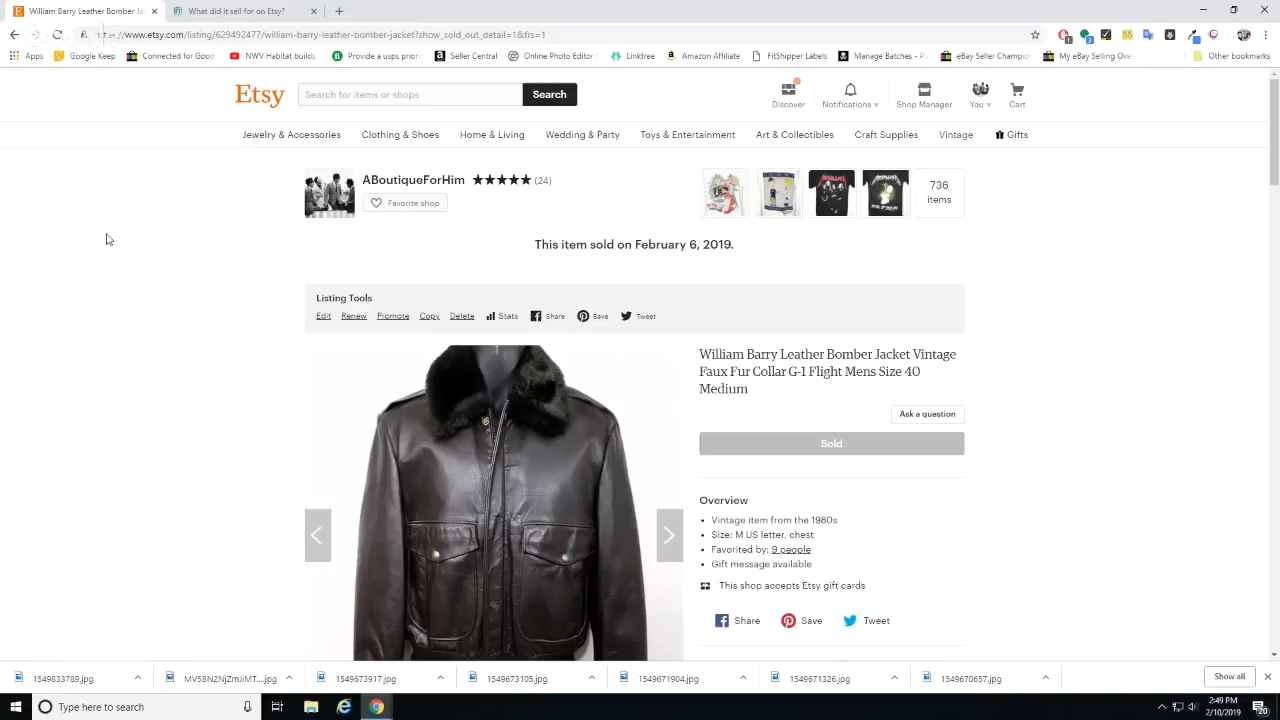 William Barry Leather Bomber Ja
What did it sell for on Etsy?
.etsy.com/listing/629492477/william-barry-leather-bomber-jacket?show_sold_out_detail=1&frs=1
Apps Google Keep Connected for Good NWV Habitat builds Provide a usps prior Seller Central Online Photo Editor Linktree Amazon Affiliate FitShipper Labels Manage Batches - P eBay Seller Champio My eBay Selling Ove Other bookmarks
Etsy Search for items or shops Search Discover Notifications Shop Manager You Cart
Jewelry & Accessories Clothing & Shoes Home & Living Wedding & Party Toys & Entertainment Art & Collectibles Craft Supplies Vintage Gifts
ABoutiqueForHim ★★★★★ (24)
Favorite shop
736
items
This item sold on February 6, 2019.
Listing Tools
Edit Renew Promote Copy Delete Stats Share Save Tweet
William Barry Leather Bomber Jacket Vintage
Faux Fur Collar G-1 Flight Mens Size 40
Medium
Ask a question
Sold
Overview
• Vintage item from the 1980s
• Size: M US letter, chest
• Favorited by: 9 people
• Gift message available
This shop accepts Etsy gift cards
Share Save Tweet
1549833789.jpg MV5BN2NjZmJiMT....jpg 1549673917.jpg 1549673105.jpg 1549671904.jpg 1549671326.jpg 1549670657.jpg Show all
Type here to search
2:49 PM
2/10/2019
20